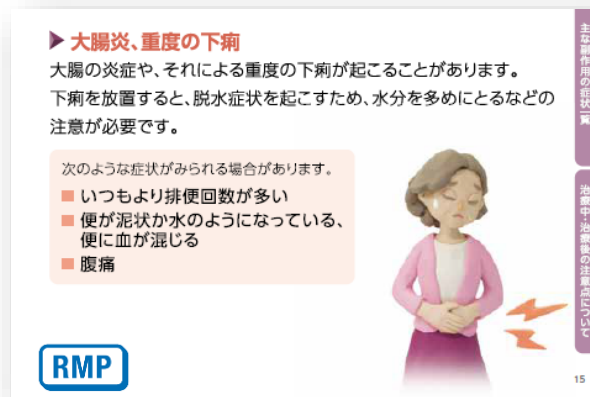 ▶ 大腸炎、重度の下痢
大腸の炎症や、それによる重度の下痢が起こることがあります。
下痢を放置すると、脱水症状を起こすため、水分を多めにとるなどの
注意が必要です。
次のような症状がみられる場合があります。
■ いつもより排便回数が多い
■ 便が泥状か水のようになっている、
便に血が混じる
■ 腹痛
RMP
主な副作用の症状一覧
治療中・治療後の注意点について
15